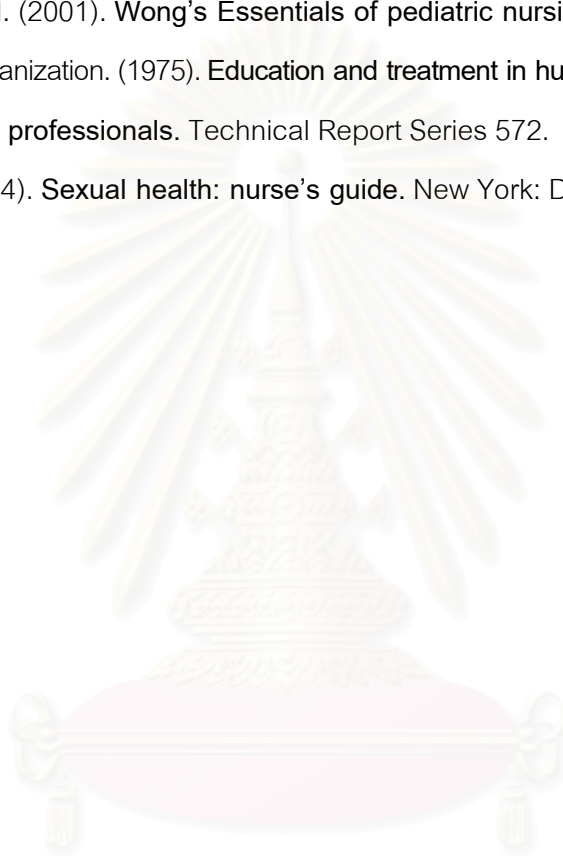 (2001). Wong's Essentials of pediatric nursi
anization. (1975). Education and treatment in hu
professionals. Technical Report Series 572.
4). Sexual health: nurse's guide. New York: D